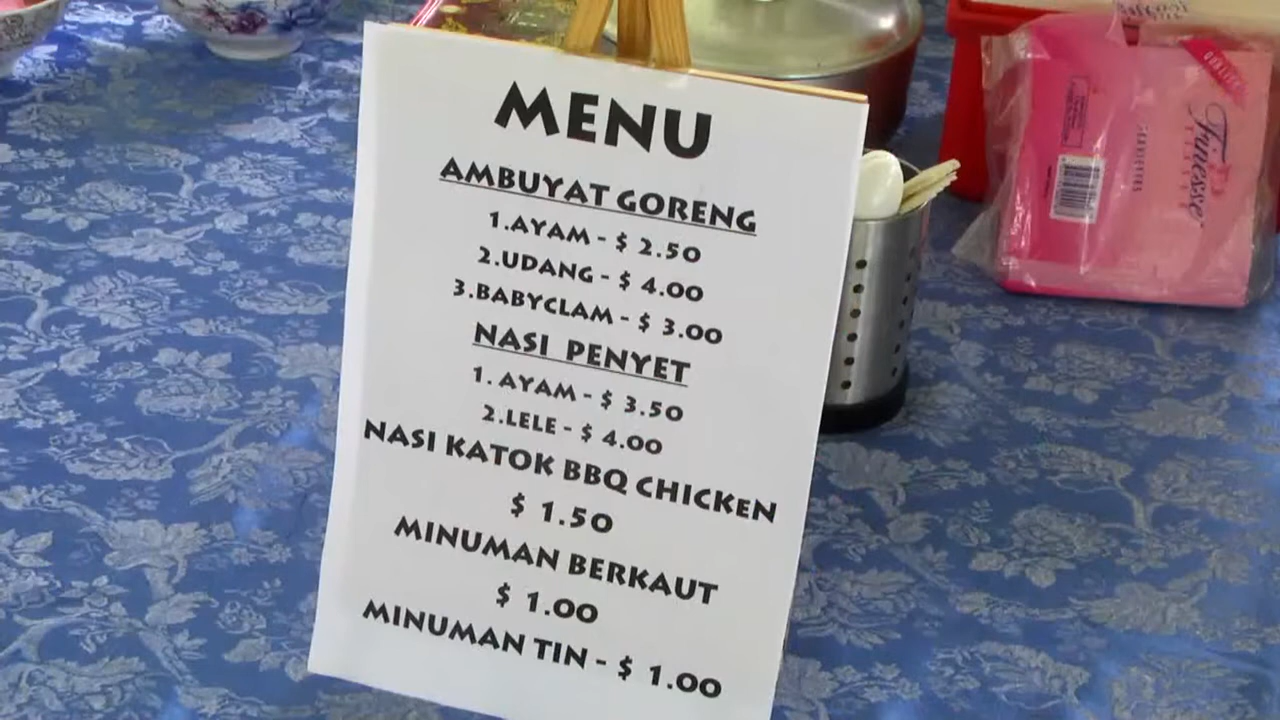 MENU
AMBUYAT GORENG
1.AYAM - $ 2.50
2.UDANG - $ 4.00
3.BABYCLAM - $ 3.00
NASI PENYET
1. AYAM - $ 3.50
2.LELE - $ 4.00
NASI KATOK BBQ CHICKEN
$ 1.50
MINUMAN BERKAUT
$ 1.00
MINUMAN TIN - $ 1.00
Finesse